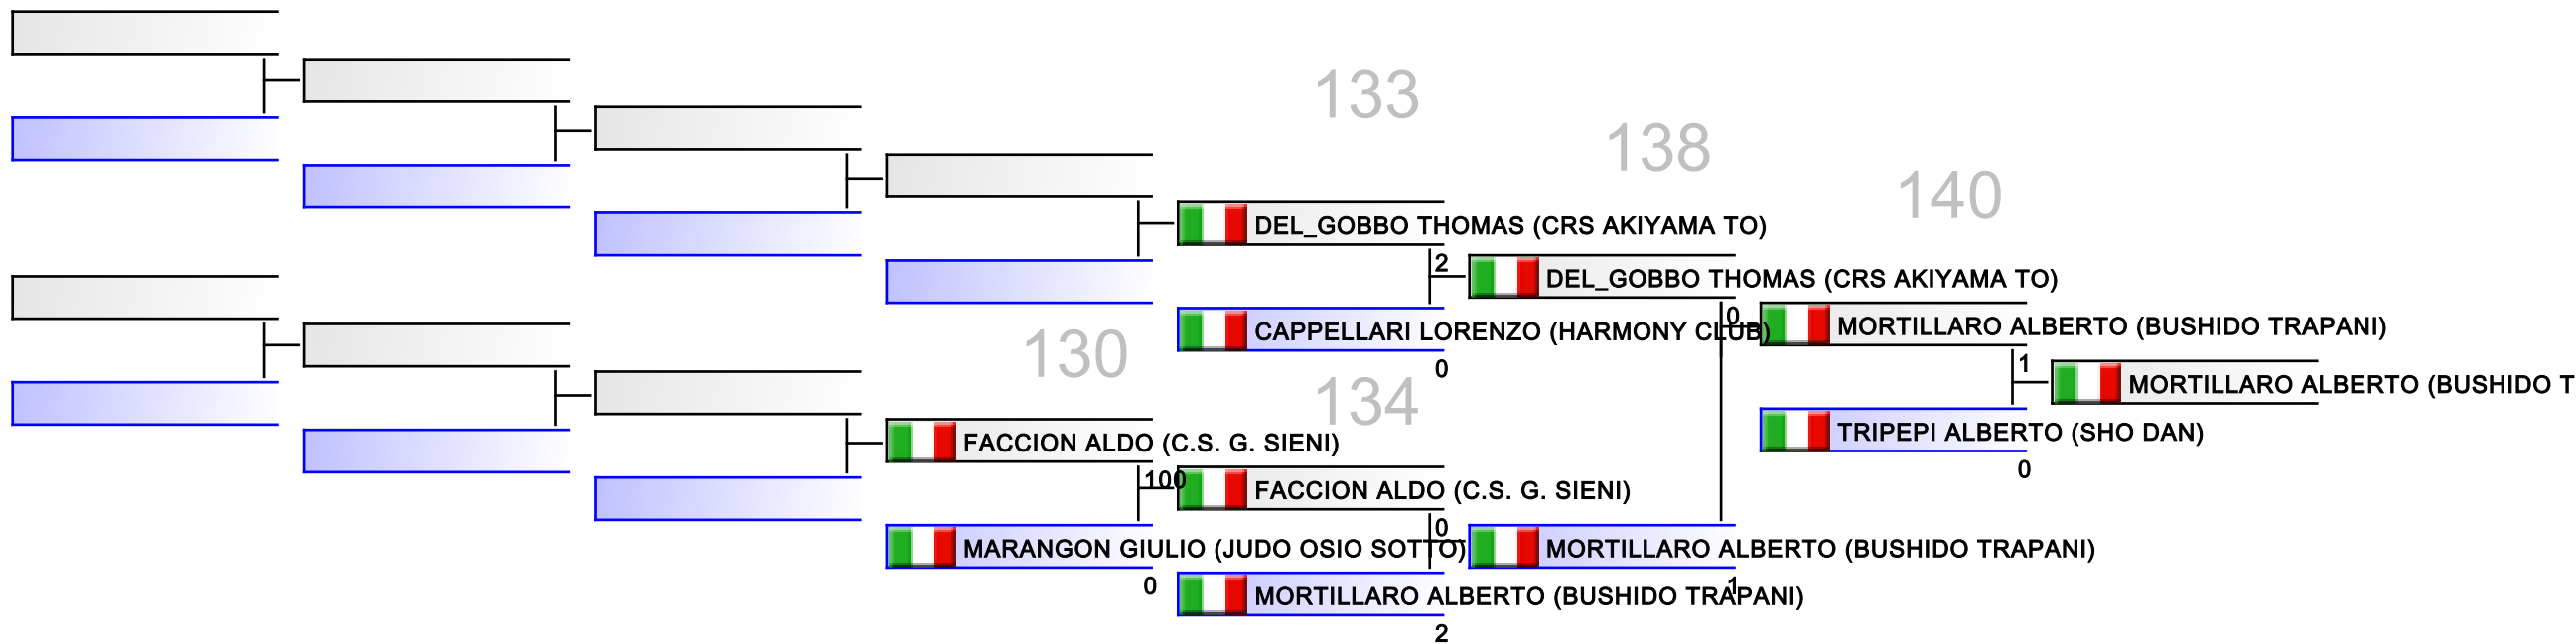 133
138
140
DEL_GOBBO THOMAS (CRS AKIYAMA TO)
2
DEL_GOBBO THOMAS (CRS AKIYAMA TO)
CAPPELLARI LORENZO (HARMONY CLUB)
0
0
MORTILLARO ALBERTO (BUSHIDO TRAPANI)
1
MORTILLARO ALBERTO (BUSHIDO T
TRIPEPI ALBERTO (SHO DAN)
0
130
134
FACCION ALDO (C.S. G. SIENI)
100
FACCION ALDO (C.S. G. SIENI)
MARANGON GIULIO (JUDO OSIO SOTTO)
0
0
MORTILLARO ALBERTO (BUSHIDO TRAPANI)
1
MORTILLARO ALBERTO (BUSHIDO TRAPANI)
2